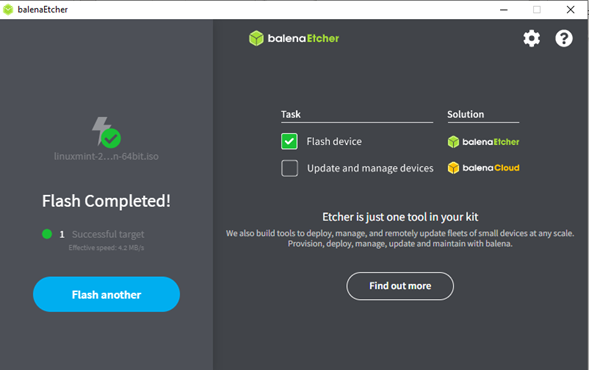 balenaEtcher
balenaEtcher
linuxmint-2...n-64bit.iso
Flash Completed!
1 Successful target
Effective speed: 4.2 MB/s
Flash another
Task Solution
Flash device balenaEtcher
Update and manage devices balenaCloud
Etcher is just one tool in your kit
We also build tools to deploy, manage, and remotely update fleets of small devices at any scale.
Provision, deploy, manage, update and maintain with balena.
Find out more